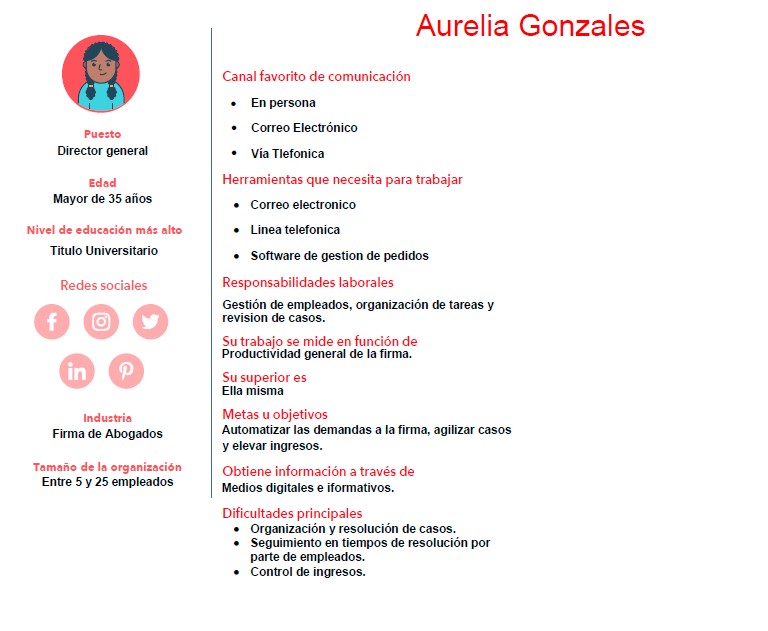 Aurelia Gonzales
Puesto
Director general
Edad
Mayor de 35 años
Nivel de educación más alto
Titulo Universitario
Redes sociales
Industria
Firma de Abogados
Tamaño de la organización
Entre 5 y 25 empleados
Canal favorito de comunicación
• En persona
• Correo Electrónico
• Vía Tlefonica
Herramientas que necesita para trabajar
• Correo electronico
• Linea telefonica
• Software de gestion de pedidos
Responsabilidades laborales
Gestión de empleados, organización de tareas y
revision de casos.
Su trabajo se mide en función de
Productividad general de la firma.
Su superior es
Ella misma
Metas u objetivos
Automatizar las demandas a la firma, agilizar casos
y elevar ingresos.
Obtiene información a través de
Medios digitales e iformativos.
Dificultades principales
• Organización y resolución de casos.
• Seguimiento en tiempos de resolución por
parte de empleados.
• Control de ingresos.